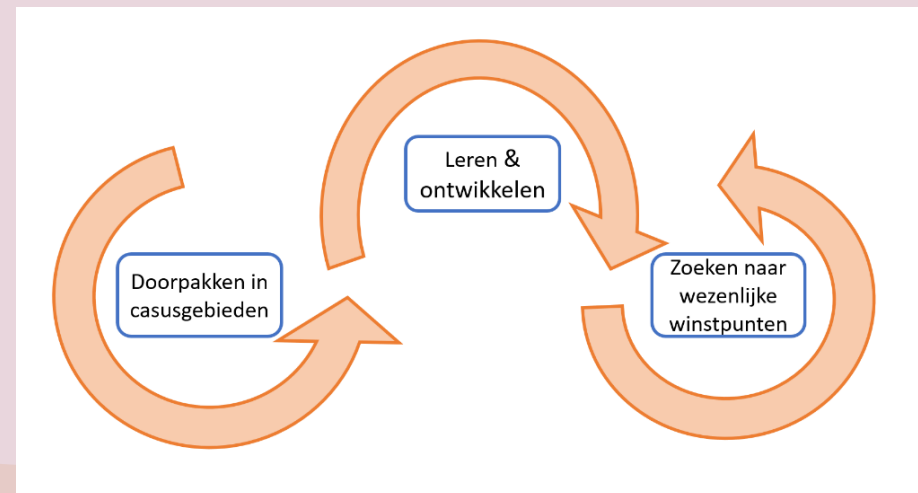 Doorpakken in
casusgebieden
Leren &
ontwikkelen
Zoeken naar
wezenlijke
winstpunten